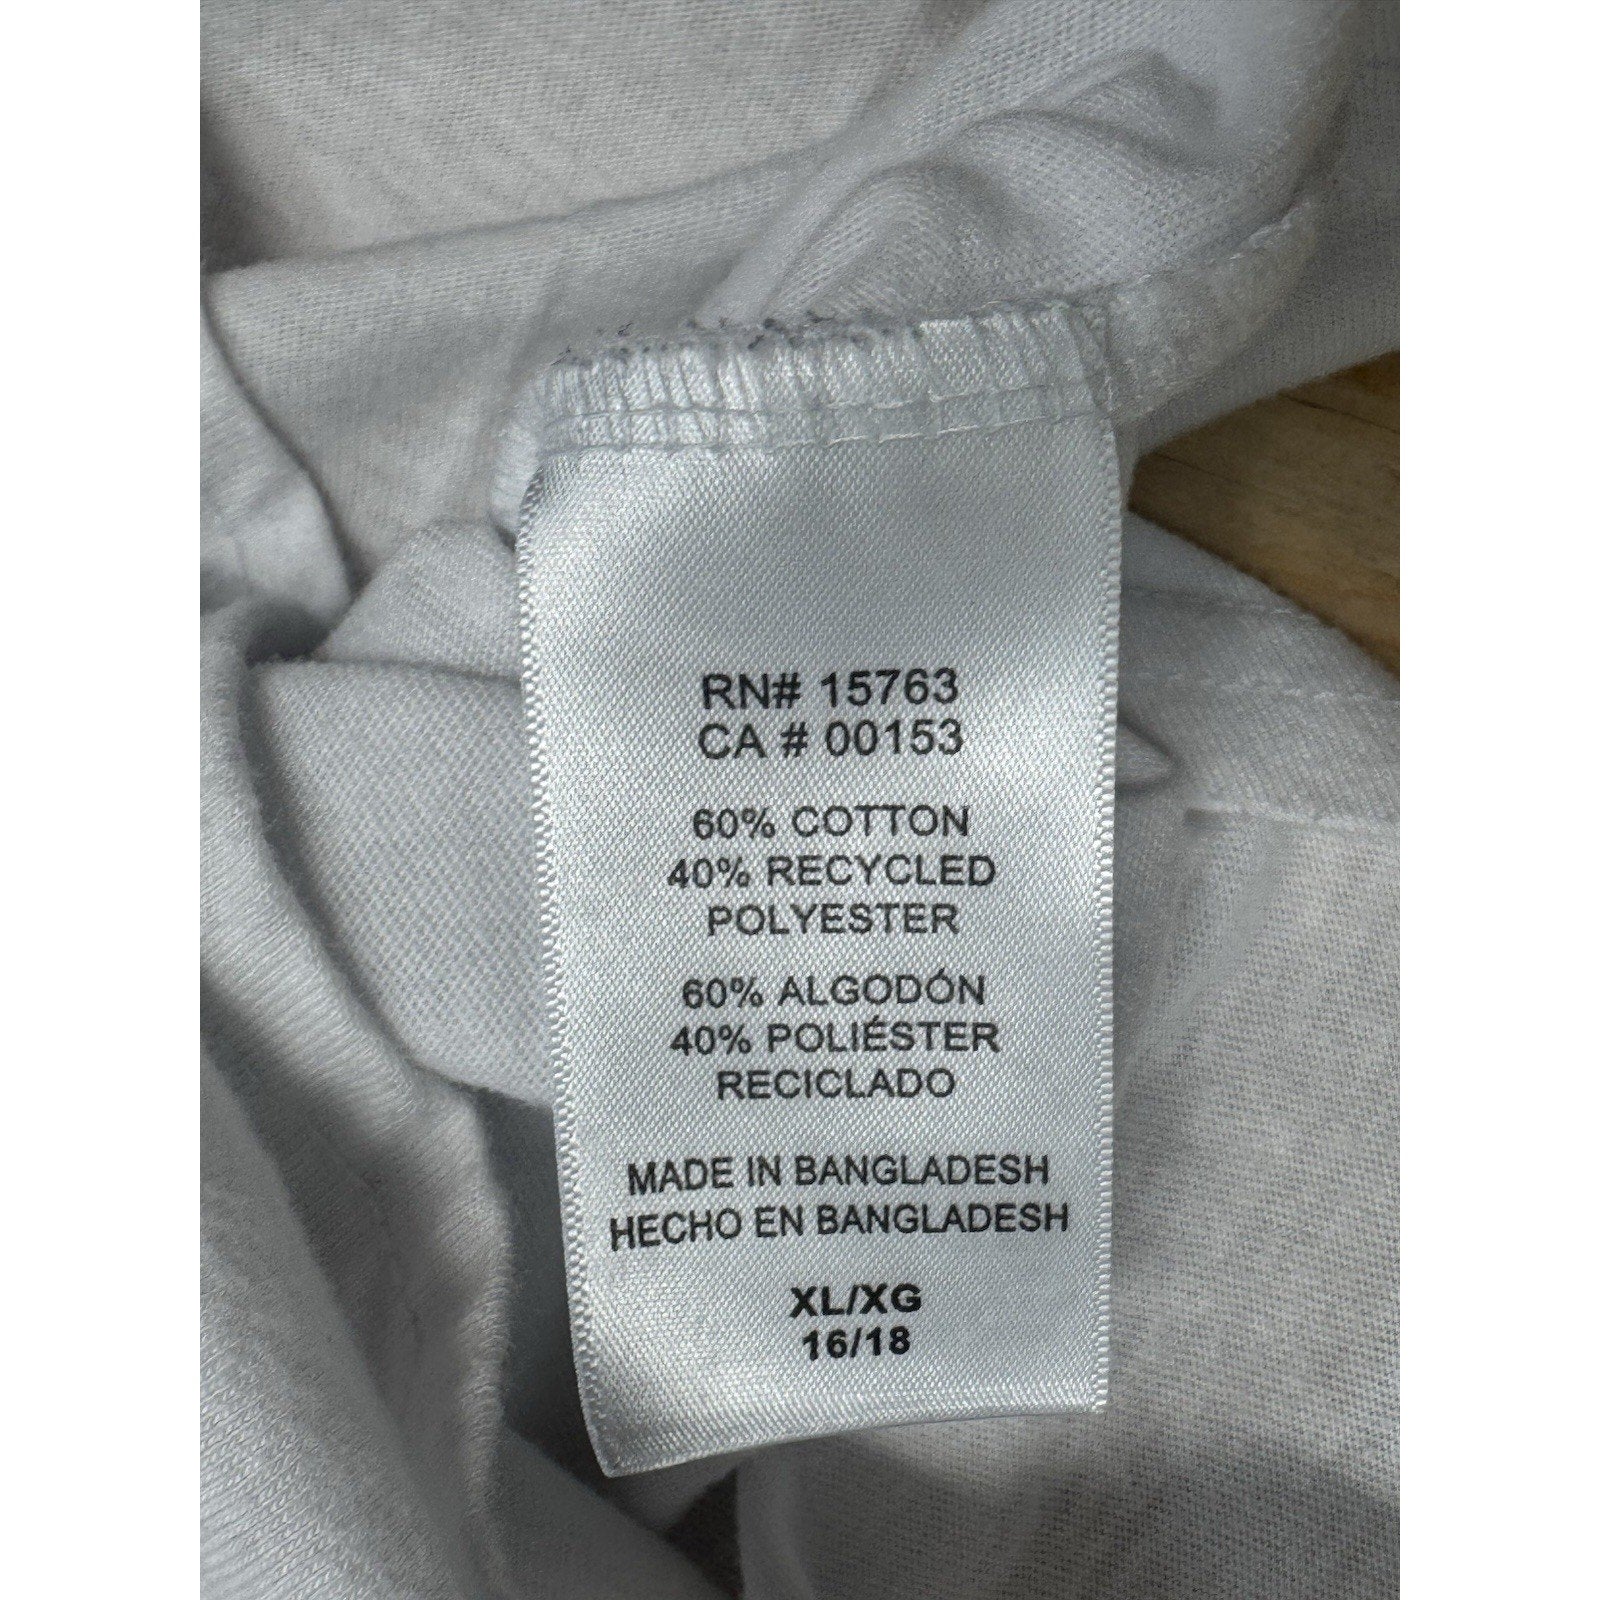 RN# 15763
CA # 00153
60% COTTON
40% RECYCLED
POLYESTER
60% ALGODÓN
40% POLIÉSTER
RECICLADO
MADE IN BANGLADESH
HECHO EN BANGLADESH
XL/XG
16/18